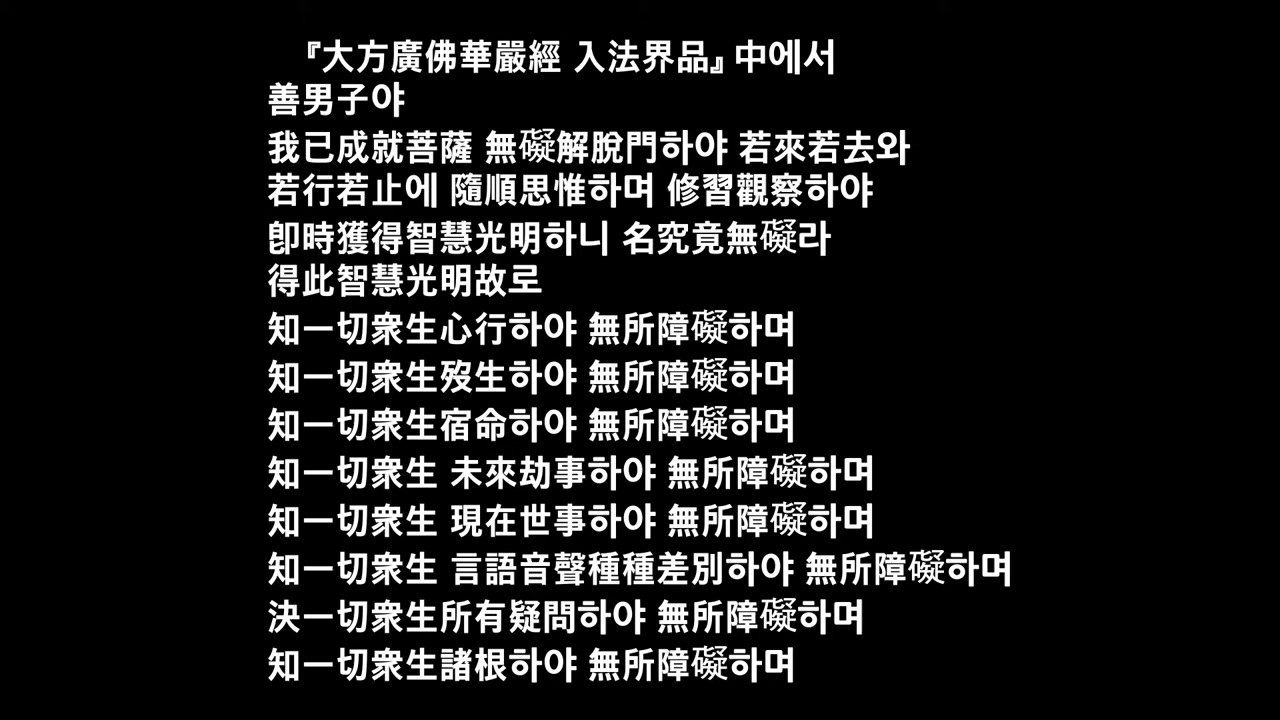 『大方廣佛華嚴經 入法界品』中에서
善男子야
我已成就菩薩 無礙解脫門하야 若來若去와
若行若止에 隨順思惟하며 修習觀察하야
卽時獲得智慧光明하니 名究竟無礙라
得此智慧光明故로
知一切衆生心行하야 無所障礙하며
知一切衆生歿生하야 無所障礙하며
知一切衆生宿命하야 無所障礙하며
知一切衆生 未來劫事하야 無所障礙하며
知一切衆生 現在世事하야 無所障礙하며
知一切衆生 言語音聲種種差別하야 無所障礙하며
決一切衆生所有疑問하야 無所障礙하며
知一切衆生諸根하야 無所障礙하며